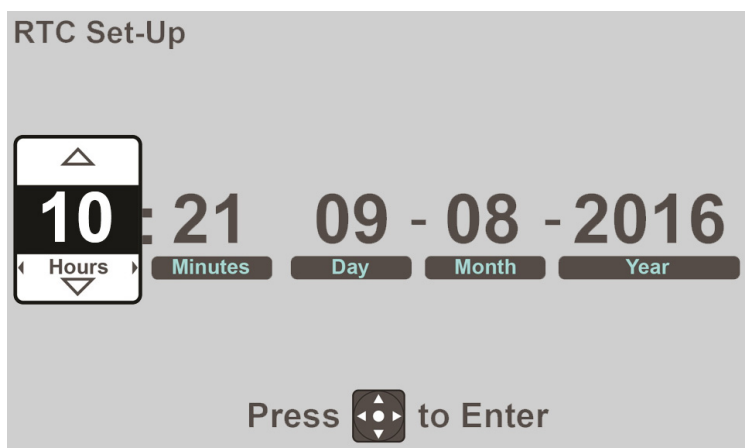 RTC Set-Up
10 : 21 09 - 08 - 2016
Hours Minutes Day Month Year
Press to Enter